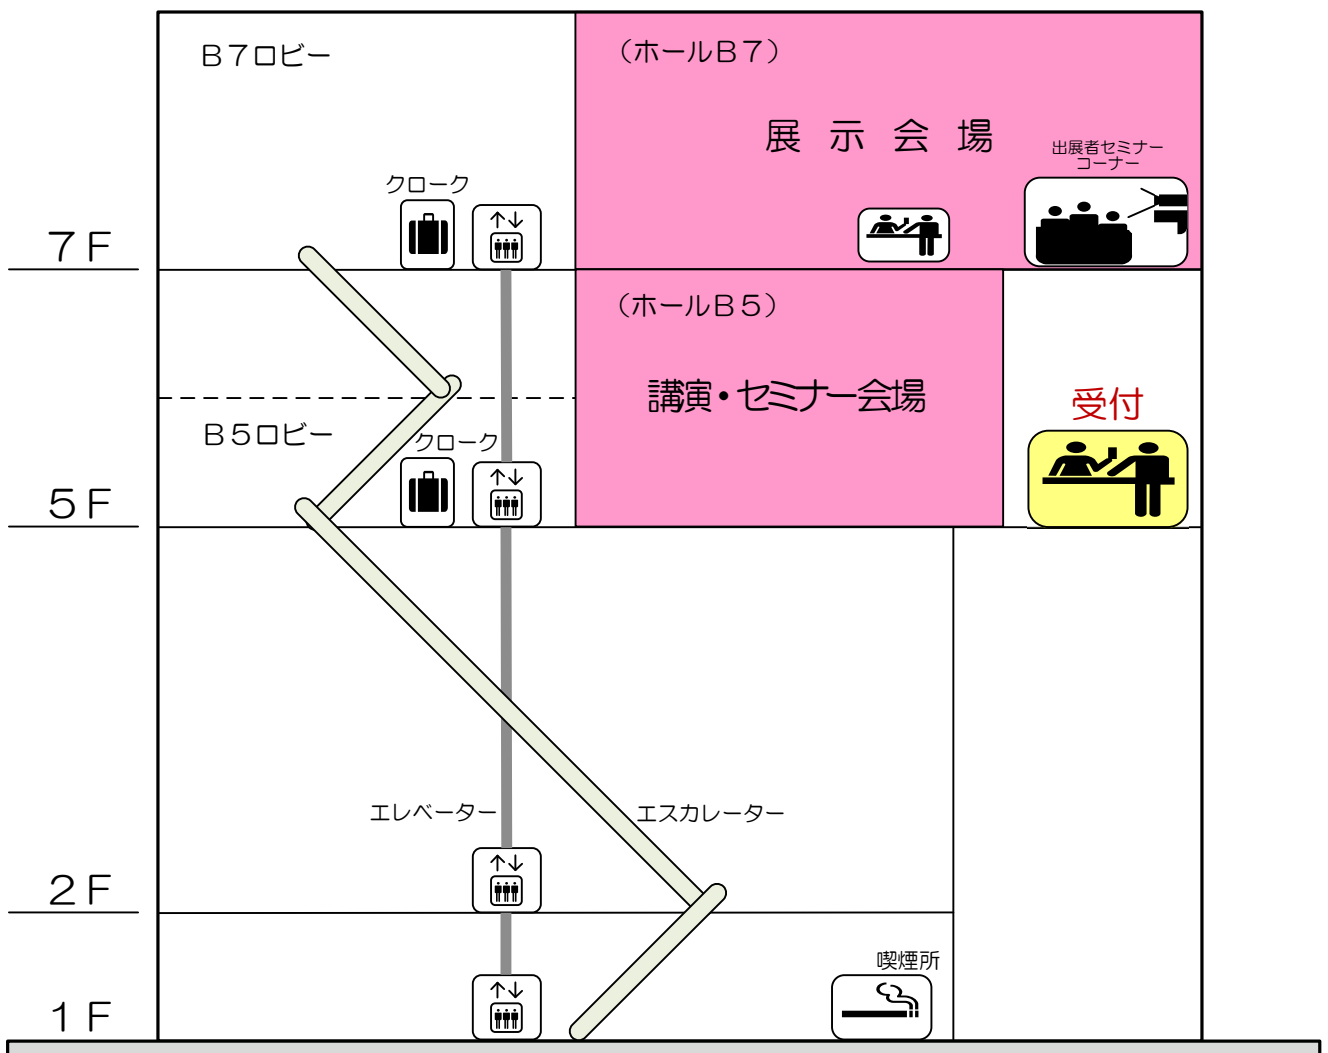 B7ロビー
（ホールB7）
展示会場
出展者セミナー
コーナー
クローク
7F
（ホールB5）
講演・セミナー会場
受付
B5ロビー
クローク
5F
エレベーター
エスカレーター
2F
喫煙所
1F